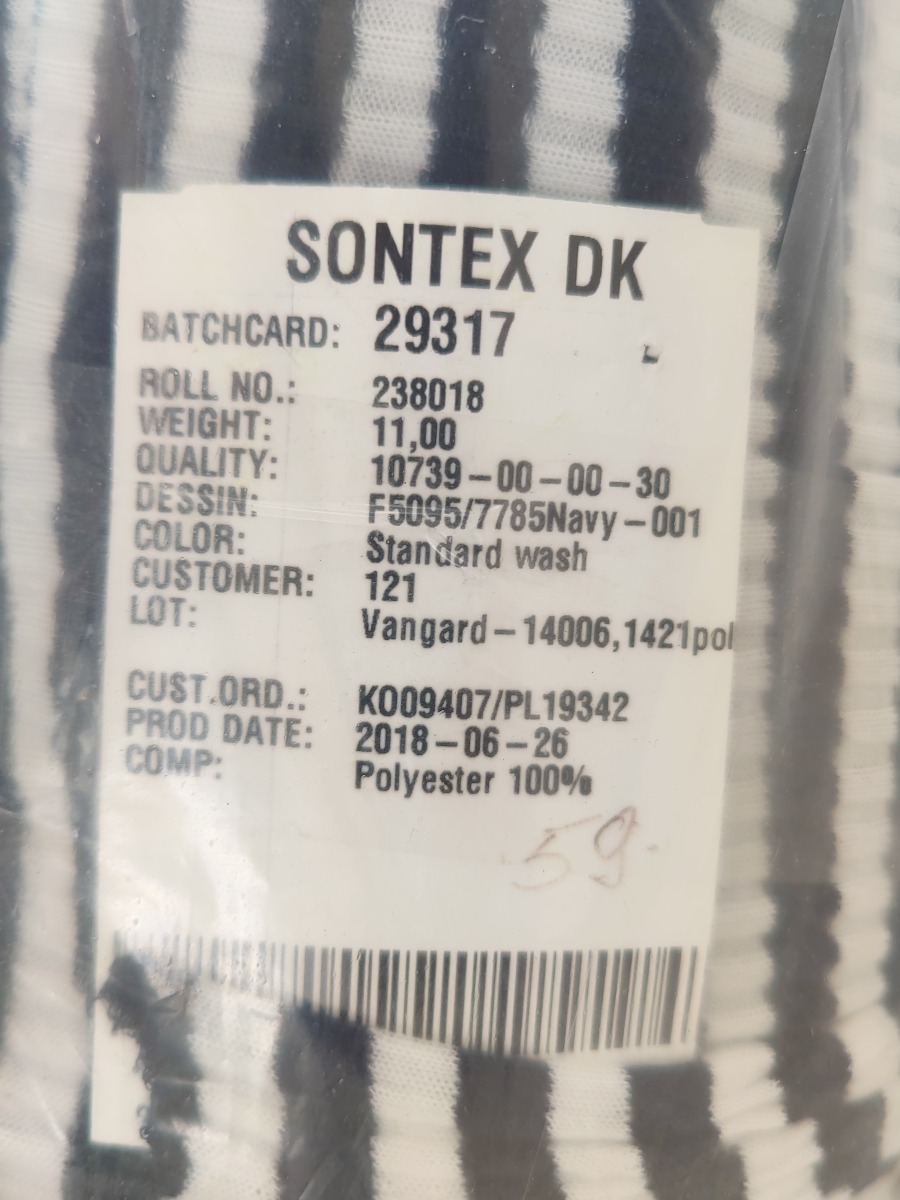 SONTEX DK
BATCHCARD: 29317
ROLL NO.: 238018
WEIGHT: 11,00
QUALITY: 10739-00-00-30
DESSIN: F5095/7785Navy-001
COLOR: Standard wash
CUSTOMER: 121
LOT: Vangard-14006,1421pol
CUST.ORD.: KO09407/PL19342
PROD DATE: 2018-06-26
COMP: Polyester 100%
59.